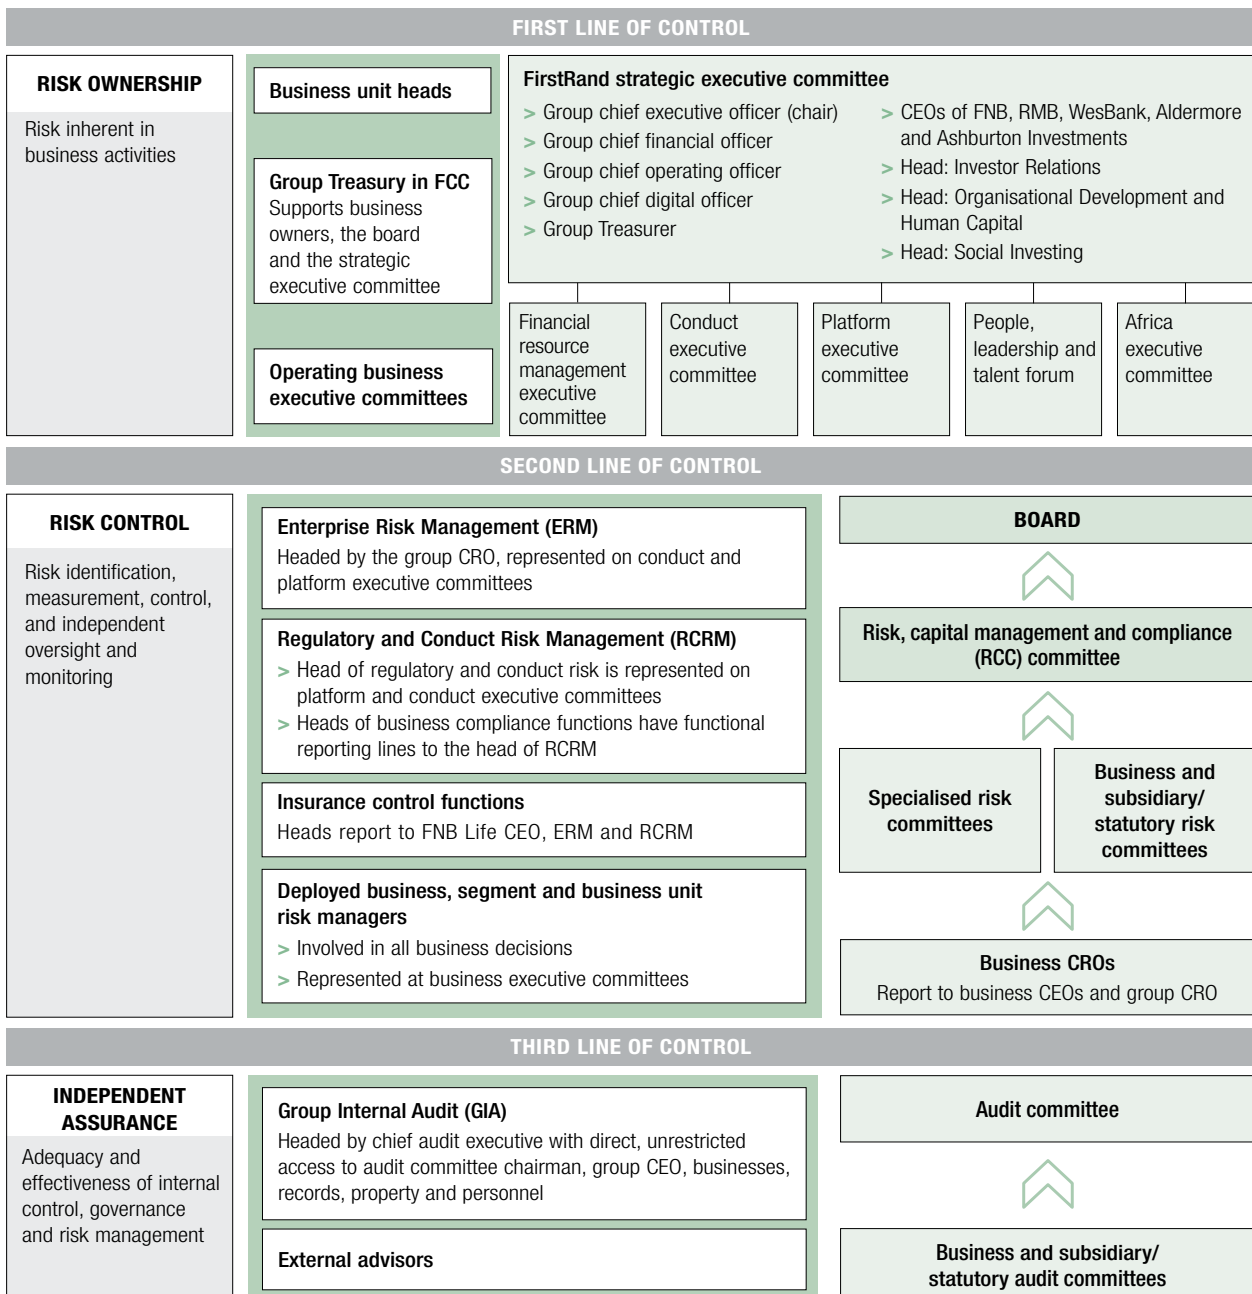 FIRST LINE OF CONTROL
RISK OWNERSHIP
Risk inherent in
business activities
Business unit heads
Group Treasury in FCC
Supports business
owners, the board
and the strategic
executive committee
Operating business
executive committees
FirstRand strategic executive committee
> Group chief executive officer (chair)
> Group chief financial officer
> Group chief operating officer
> Group chief digital officer
> Group Treasurer
> CEOs of FNB, RMB, WesBank, Aldermore
and Ashburton Investments
> Head: Investor Relations
> Head: Organisational Development and
Human Capital
> Head: Social Investing
Financial
resource
management
executive
committee
Conduct
executive
committee
Platform
executive
committee
People,
leadership and
talent forum
Africa
executive
committee
SECOND LINE OF CONTROL
RISK CONTROL
Risk identification,
measurement, control,
and independent
oversight and
monitoring
Enterprise Risk Management (ERM)
Headed by the group CRO, represented on conduct and
platform executive committees
Regulatory and Conduct Risk Management (RCRM)
> Head of regulatory and conduct risk is represented on
platform and conduct executive committees
> Heads of business compliance functions have functional
reporting lines to the head of RCRM
Insurance control functions
Heads report to FNB Life CEO, ERM and RCRM
Deployed business, segment and business unit
risk managers
> Involved in all business decisions
> Represented at business executive committees
BOARD
Risk, capital management and compliance
(RCC) committee
Specialised risk
committees
Business and
subsidiary/
statutory risk
committees
Business CROs
Report to business CEOs and group CRO
THIRD LINE OF CONTROL
INDEPENDENT
ASSURANCE
Adequacy and
effectiveness of internal
control, governance
and risk management
Group Internal Audit (GIA)
Headed by chief audit executive with direct, unrestricted
access to audit committee chairman, group CEO, businesses,
records, property and personnel
External advisors
Audit committee
Business and subsidiary/
statutory audit committees